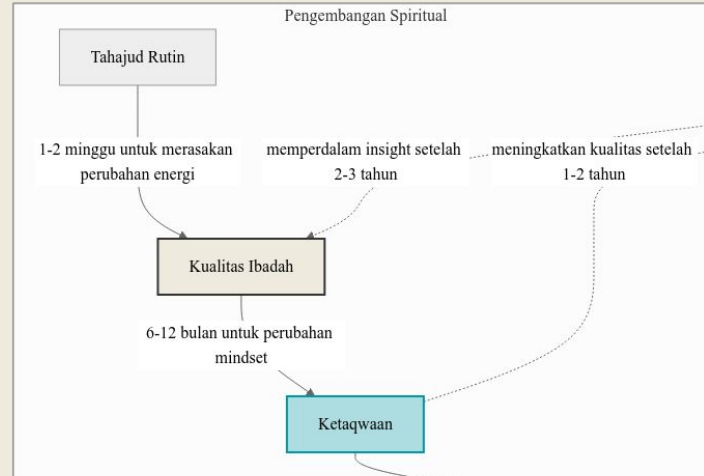 Pengembangan Spiritual
Tahajud Rutin
1-2 minggu untuk merasakan
perubahan energi
memperdalam insight setelah
2-3 tahun
meningkatkan kualitas setelah
1-2 tahun
Kualitas Ibadah
6-12 bulan untuk perubahan
mindset
Ketaqwaan